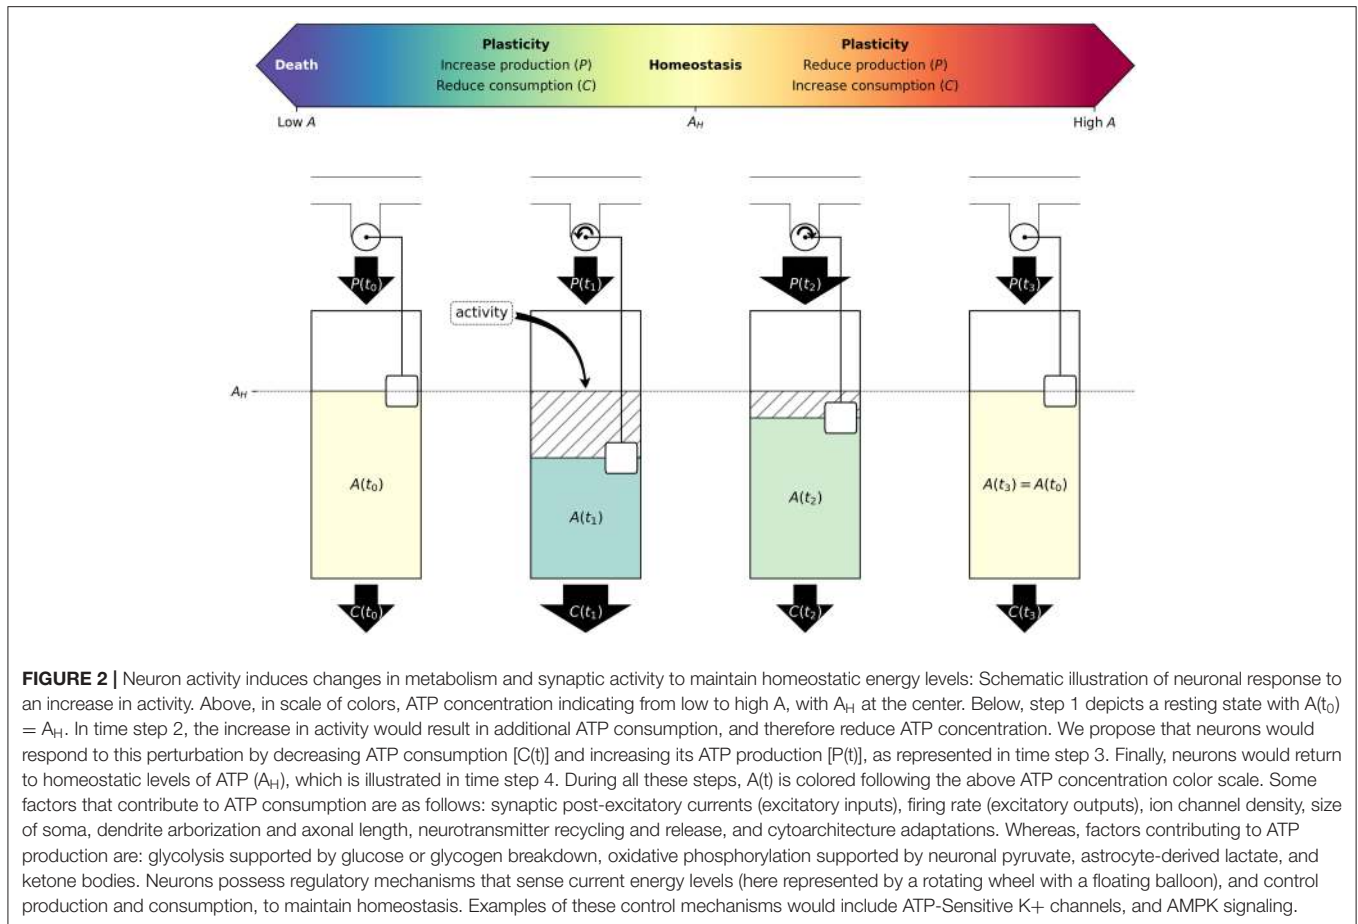 Plasticity
Plasticity
Death
Increase production (P)
Homeostasis
Reduce production (P)
Reduce consumption (C)
Increase consumption (C)
Low A
A_H
High A
P(t₀)
P(t₁)
P(t₂)
P(t₃)
activity
A_H
A(t₀)
A(t₁)
A(t₂)
A(t₃) = A(t₀)
C(t₀)
C(t₁)
C(t₂)
C(t₃)
FIGURE 2 | Neuron activity induces changes in metabolism and synaptic activity to maintain homeostatic energy levels: Schematic illustration of neuronal response to
an increase in activity. Above, in scale of colors, ATP concentration indicating from low to high A, with A_H at the center. Below, step 1 depicts a resting state with A(t₀)
= A_H. In time step 2, the increase in activity would result in additional ATP consumption, and therefore reduce ATP concentration. We propose that neurons would
respond to this perturbation by decreasing ATP consumption [C(t)] and increasing its ATP production [P(t)], as represented in time step 3. Finally, neurons would return
to homeostatic levels of ATP (A_H), which is illustrated in time step 4. During all these steps, A(t) is colored following the above ATP concentration color scale. Some
factors that contribute to ATP consumption are as follows: synaptic post-excitatory currents (excitatory inputs), firing rate (excitatory outputs), ion channel density, size
of soma, dendrite arborization and axonal length, neurotransmitter recycling and release, and cytoarchitecture adaptations. Whereas, factors contributing to ATP
production are: glycolysis supported by glucose or glycogen breakdown, oxidative phosphorylation supported by neuronal pyruvate, astrocyte-derived lactate, and
ketone bodies. Neurons possess regulatory mechanisms that sense current energy levels (here represented by a rotating wheel with a floating balloon), and control
production and consumption, to maintain homeostasis. Examples of these control mechanisms would include ATP-Sensitive K+ channels, and AMPK signaling.